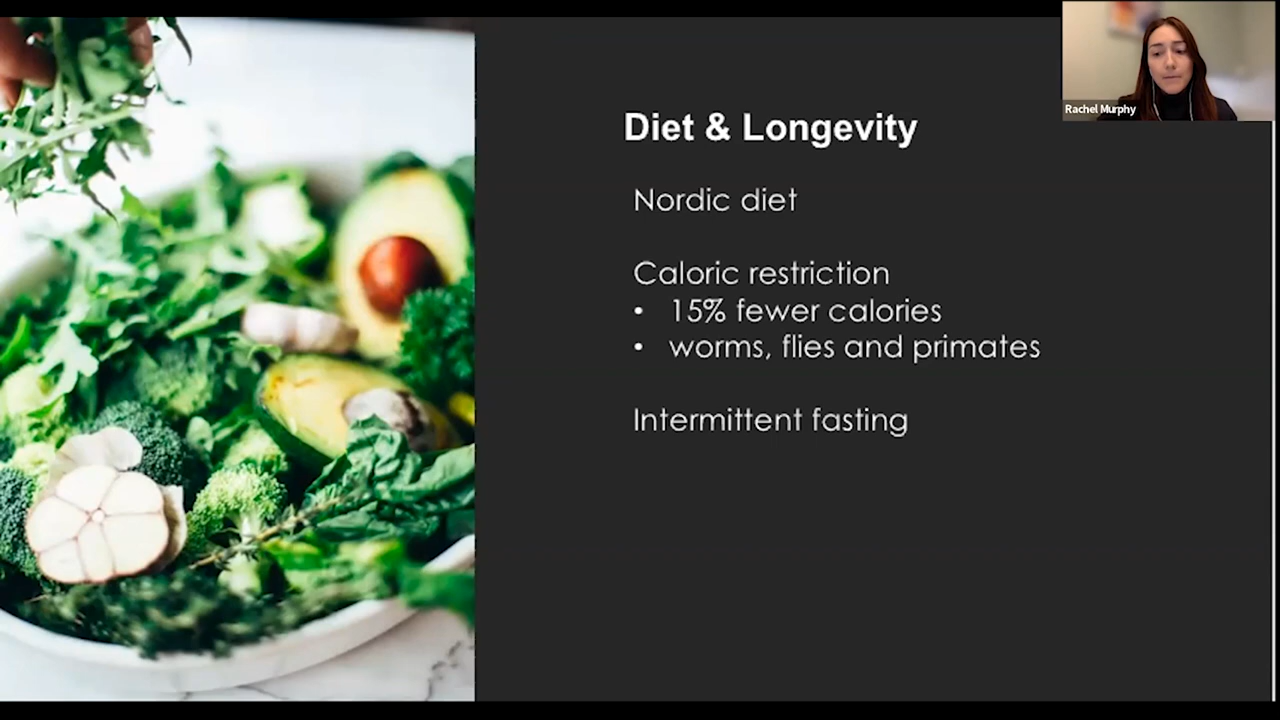 Rachel Murphy
Diet & Longevity
Nordic diet
Caloric restriction
• 15% fewer calories
• worms, flies and primates
Intermittent fasting